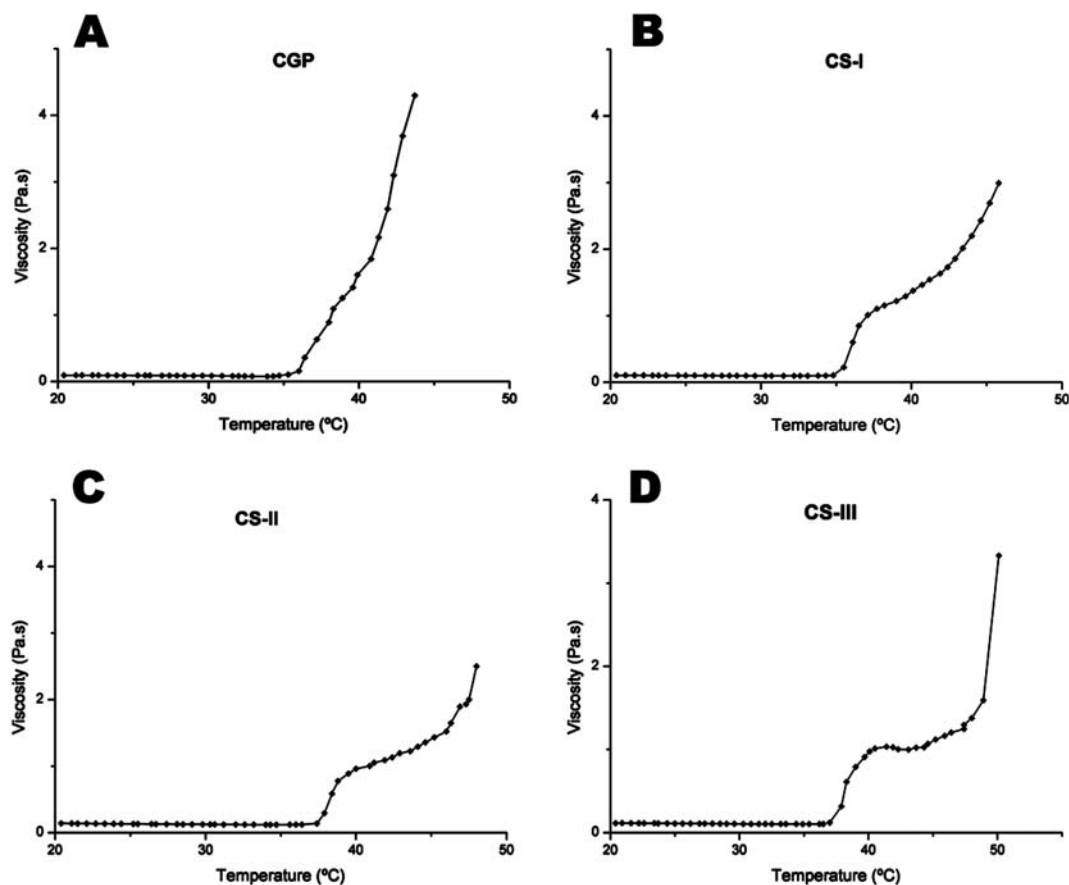 A
CGP
Viscosity (Pa.s)
4
2
0
20 30 40 50
Temperature (ºC)
B
CS-I
Viscosity (Pa.s)
4
2
0
20 30 40 50
Temperature (ºC)
C
CS-II
Viscosity (Pa.s)
4
2
0
20 30 40 50
Temperature (ºC)
D
CS-III
Viscosity (Pa.s)
4
2
0
20 30 40 50
Temperature (ºC)